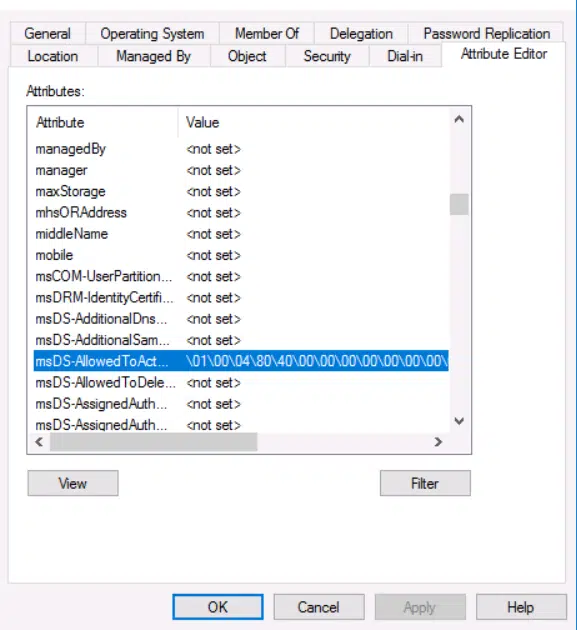 General Operating System Member Of Delegation Password Replication
Location Managed By Object Security Dial-in Attribute Editor
Attributes:
Attribute Value
managedBy <not set>
manager <not set>
maxStorage <not set>
mhsORAddress <not set>
middleName <not set>
mobile <not set>
msCOM-UserPartition... <not set>
msDRM-IdentityCertifi... <not set>
msDS-AdditionalDns... <not set>
msDS-AdditionalSam... <not set>
msDS-AllowedToAct... \01\00\04\80\40\00\00\00\00\00\00\00\
msDS-AllowedToDele... <not set>
msDS-AssignedAuth... <not set>
msDS-AssignedAuth... <not set>
View Filter
OK Cancel Apply Help